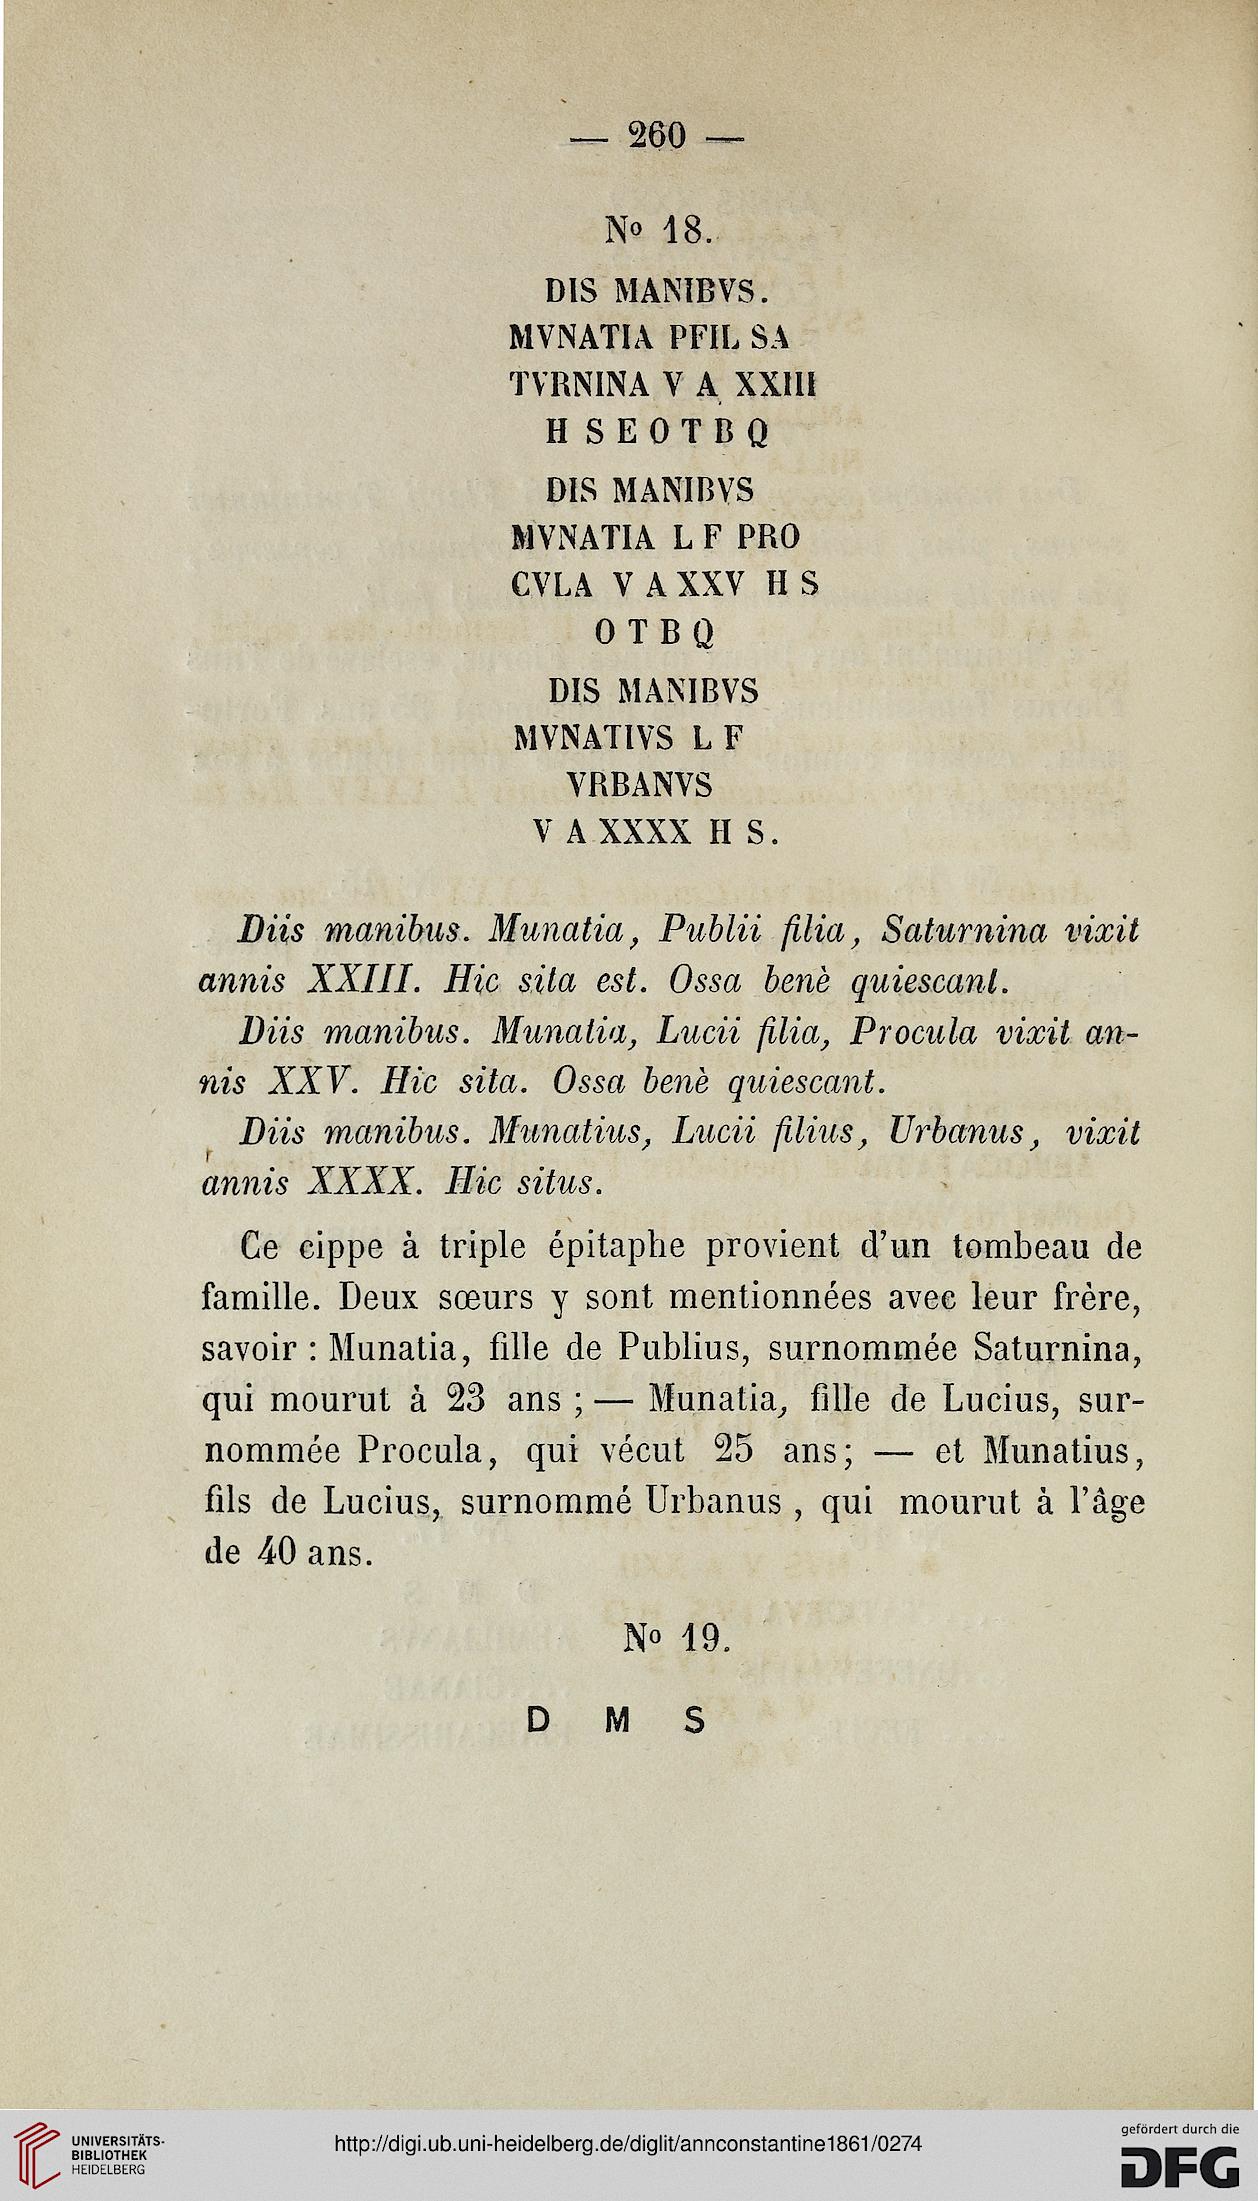 — 260 —
Nº 18.
DIS MANIBVS.
MVNATIA PFIL SA
TVRNINA V A XXIII
H S E O T B Q
DIS MANIBVS
MVNATIA L F PRO
CVLA V A XXV H S
O T B Q
DIS MANIBVS
MVNATIVS L F
VRBANVS
V A XXXX H S.
Diis manibus. Munatia, Publii filia, Saturnina vixit
annis XXIII. Hic sita est. Ossa benè quiescant.
Diis manibus. Munatia, Lucii filia, Procula vixit an-
nis XXV. Hic sita. Ossa benè quiescant.
Diis manibus. Munatius, Lucii filius, Urbanus, vixit
annis XXXX. Hic situs.
Ce cippe à triple épitaphe provient d'un tombeau de
famille. Deux sœurs y sont mentionnées avec leur frère,
savoir : Munatia, fille de Publius, surnommée Saturnina,
qui mourut à 23 ans ; — Munatia, fille de Lucius, sur-
nommée Procula, qui vécut 25 ans; — et Munatius,
fils de Lucius, surnommé Urbanus, qui mourut à l'âge
de 40 ans.
Nº 19.
D M S
UNIVERSITÄTS-
BIBLIOTHEK
HEIDELBERG
http://digi.ub.uni-heidelberg.de/diglit/annconstantine1861/0274
gefördert durch die
DFG